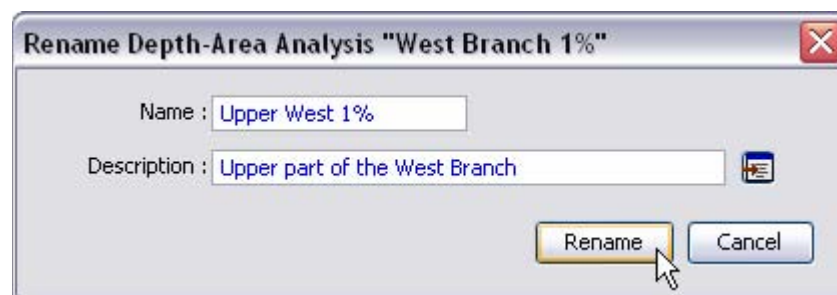 Rename Depth-Area Analysis "West Branch 1%"
Name : Upper West 1%
Description : Upper part of the West Branch
Rename Cancel